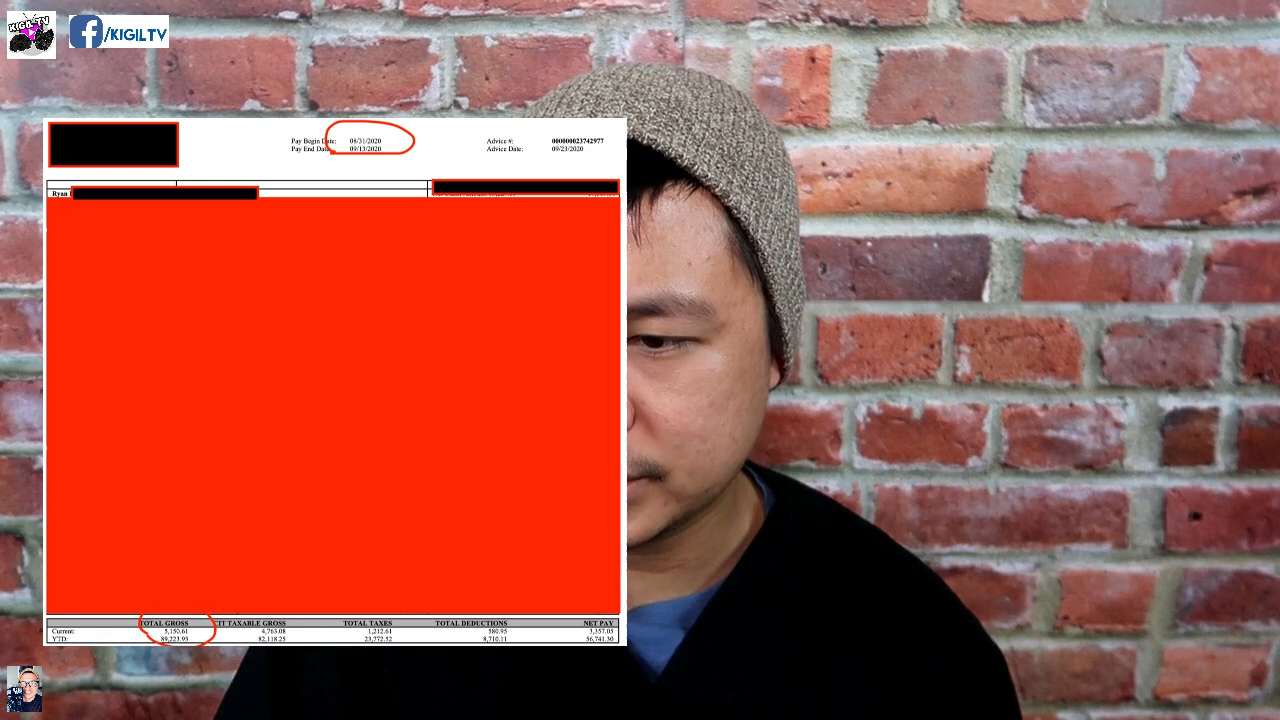 KIGIL.TV
/KIGILTV
Pay Begin Date: 08/31/2020
Pay End Date: 09/13/2020
Advice #: 000000023742977
Advice Date: 09/23/2020
Ryan
TOTAL GROSS FIT TAXABLE GROSS TOTAL TAXES TOTAL DEDUCTIONS NET PAY
Current: 5,150.61 4,763.08 1,212.61 580.95 3,357.05
YTD: 89,223.93 82,118.25 23,772.52 8,710.11 56,741.30